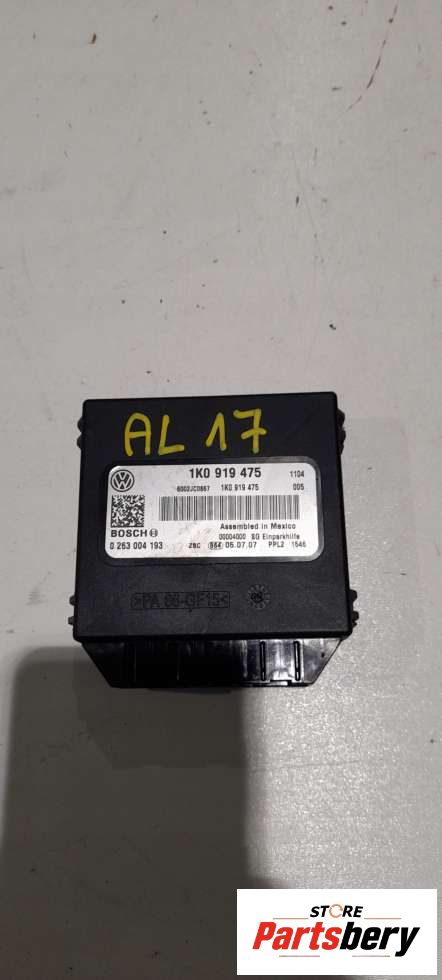 AL 17
1K0 919 475 1104
6003JC0867 1K0 919 475 005
Assembled in Mexico
BOSCH 00004000 SG Einparkhilfe
0 263 004 193 ZBC 864 05.07.07 PPL2 1546
>PA 66-GF15<
STORE
Partsbery